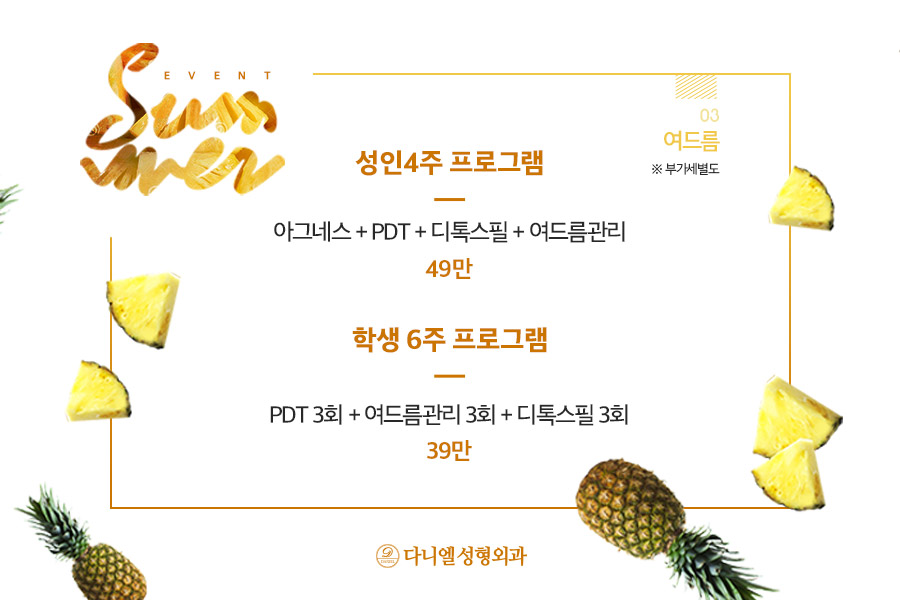 EVENT
Summer
03
여드름
※ 부가세별도
성인4주 프로그램
아그네스 + PDT + 디톡스필 + 여드름관리
49만
학생 6주 프로그램
PDT 3회 + 여드름관리 3회 + 디톡스필 3회
39만
다니엘성형외과